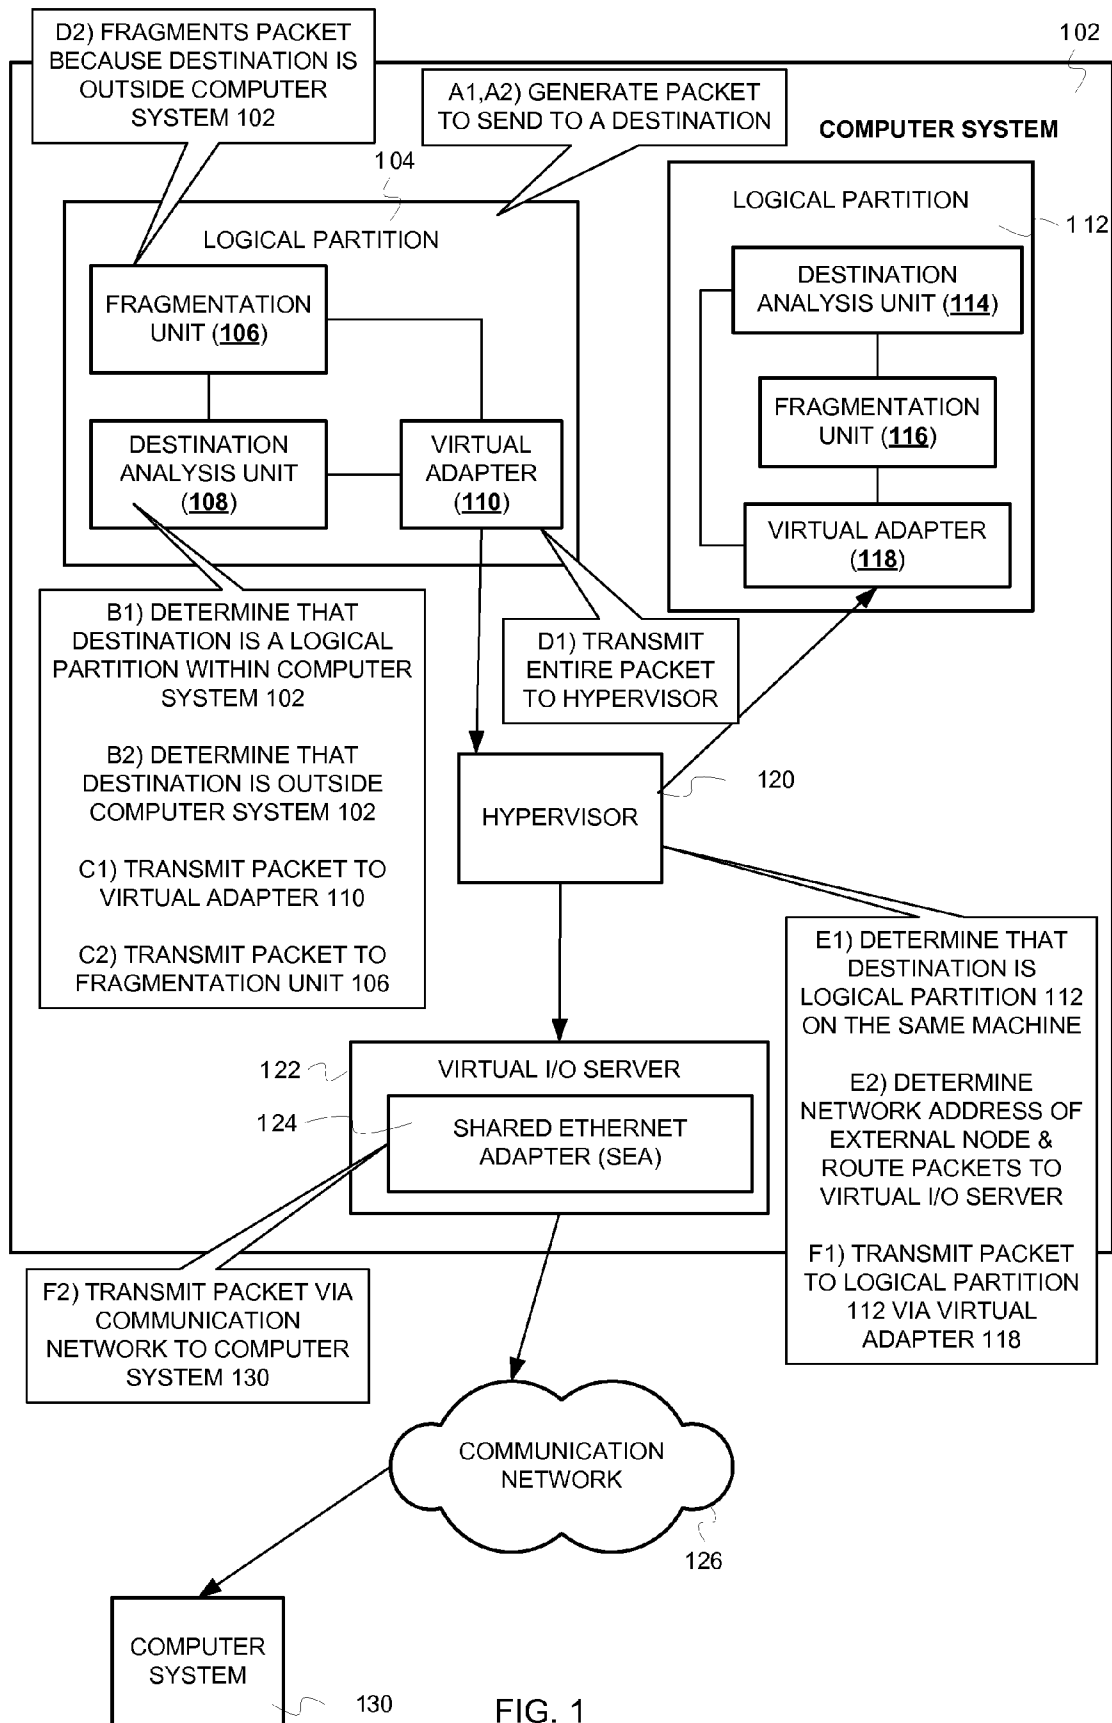 D2) FRAGMENTS PACKET
BECAUSE DESTINATION IS
OUTSIDE COMPUTER
SYSTEM 102
102
A1,A2) GENERATE PACKET
TO SEND TO A DESTINATION
COMPUTER SYSTEM
104
LOGICAL PARTITION
FRAGMENTATION
UNIT (106)
DESTINATION
ANALYSIS UNIT
(108)
VIRTUAL
ADAPTER
(110)
LOGICAL PARTITION
112
DESTINATION
ANALYSIS UNIT (114)
FRAGMENTATION
UNIT (116)
VIRTUAL ADAPTER
(118)
B1) DETERMINE THAT
DESTINATION IS A LOGICAL
PARTITION WITHIN COMPUTER
SYSTEM 102
B2) DETERMINE THAT
DESTINATION IS OUTSIDE
COMPUTER SYSTEM 102
C1) TRANSMIT PACKET TO
VIRTUAL ADAPTER 110
C2) TRANSMIT PACKET TO
FRAGMENTATION UNIT 106
D1) TRANSMIT
ENTIRE PACKET
TO HYPERVISOR
120
HYPERVISOR
E1) DETERMINE THAT
DESTINATION IS
LOGICAL PARTITION 112
ON THE SAME MACHINE
E2) DETERMINE
NETWORK ADDRESS OF
EXTERNAL NODE &
ROUTE PACKETS TO
VIRTUAL I/O SERVER
F1) TRANSMIT PACKET
TO LOGICAL PARTITION
112 VIA VIRTUAL
ADAPTER 118
122
VIRTUAL I/O SERVER
124
SHARED ETHERNET
ADAPTER (SEA)
F2) TRANSMIT PACKET VIA
COMMUNICATION
NETWORK TO COMPUTER
SYSTEM 130
COMMUNICATION
NETWORK
126
COMPUTER
SYSTEM
130
FIG. 1